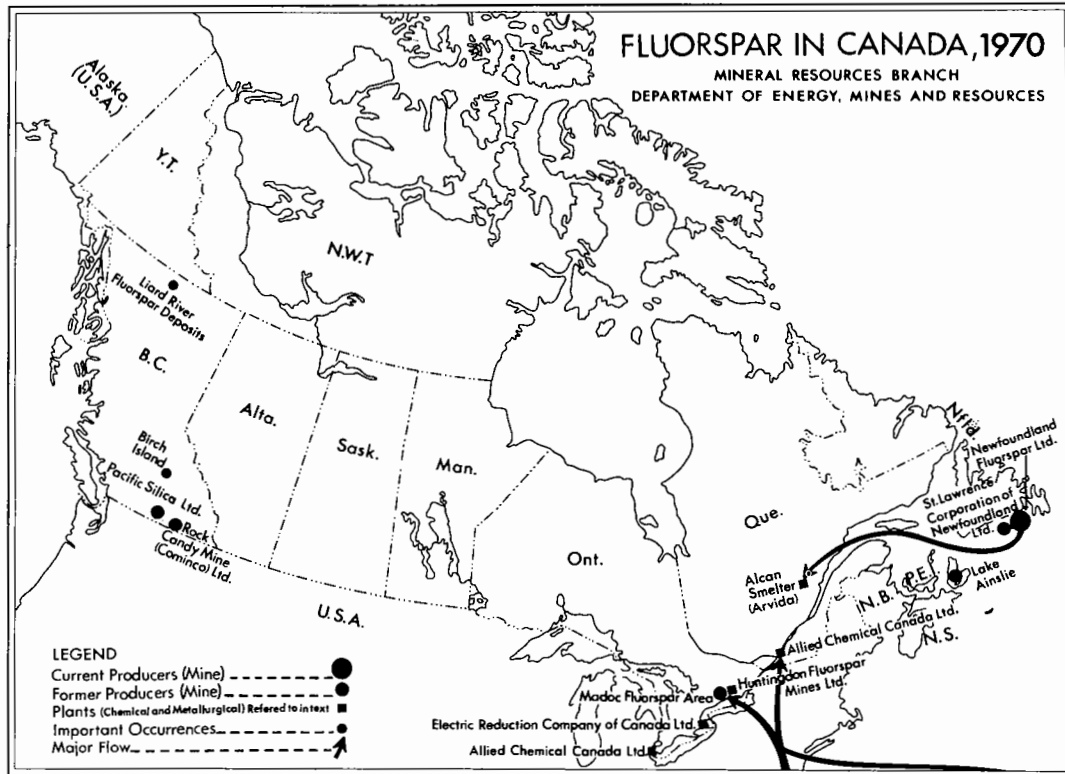 FLUORSPAR IN CANADA, 1970
MINERAL RESOURCES BRANCH
DEPARTMENT OF ENERGY, MINES AND RESOURCES
Alaska,
(U.S.A.)
Y.T.
N.W.T
Liard River
Fluorspar Deposits
B.C.
Alta.
Sask.
Man.
Ont.
Que.
Nfld.
Newfoundland
Fluorspar Ltd.
St. Lawrence
Corporation of
Newfoundland
Ltd.
Birch
Island
Pacific Silica Ltd.
Rock
Candy Mine
(Cominco) Ltd.
U.S.A.
Alcan
Smelter
(Arvida)
N.B.
P.E.I.
Lake
Ainslie
N.S.
Allied Chemical Canada Ltd.
Huntingdon Fluorspar
Mines Ltd.
Madoc Fluorspar Area
Electric Reduction Company of Canada Ltd.
Allied Chemical Canada Ltd.
LEGEND
Current Producers (Mine)
Former Producers (Mine)
Plants (Chemical and Metallurgical) Refered to in text
Important Occurrences
Major Flow